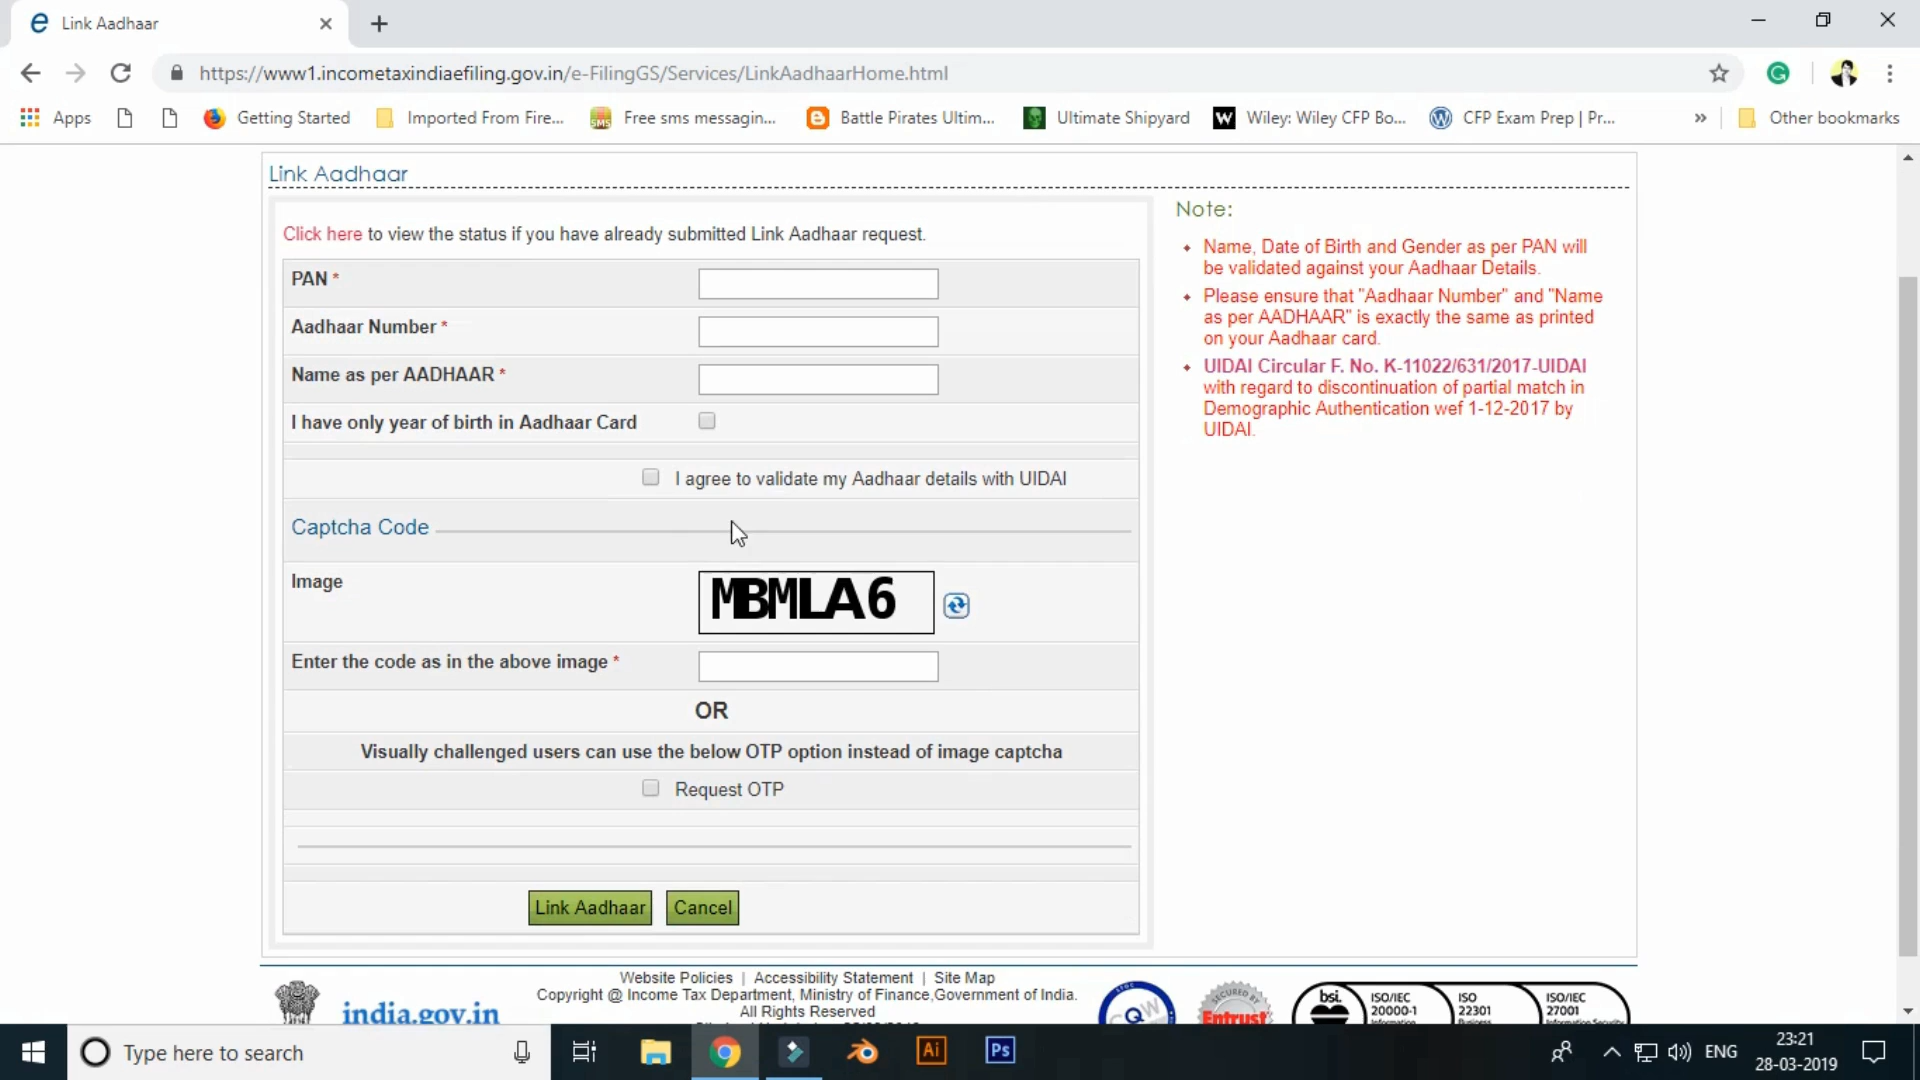 Link Aadhaar
https://www1.incometaxindiaefiling.gov.in/e-FilingGS/Services/LinkAadhaarHome.html
Apps
Getting Started
Imported From Fire...
Free sms messagin...
Battle Pirates Ultim...
Ultimate Shipyard
Wiley: Wiley CFP Bo...
CFP Exam Prep | Pr...
»
Other bookmarks
Link Aadhaar
Click here to view the status if you have already submitted Link Aadhaar request.
PAN *
Aadhaar Number *
Name as per AADHAAR *
I have only year of birth in Aadhaar Card
I agree to validate my Aadhaar details with UIDAI
Captcha Code
Image
MBMLA6
Enter the code as in the above image *
OR
Visually challenged users can use the below OTP option instead of image captcha
Request OTP
Link Aadhaar
Cancel
Note:
Name, Date of Birth and Gender as per PAN will
be validated against your Aadhaar Details.
Please ensure that "Aadhaar Number" and "Name
as per AADHAAR" is exactly the same as printed
on your Aadhaar card.
UIDAI Circular F. No. K-11022/631/2017-UIDAI
with regard to discontinuation of partial match in
Demographic Authentication wef 1-12-2017 by
UIDAI.
Website Policies | Accessibility Statement | Site Map
Copyright @ Income Tax Department, Ministry of Finance,Government of India.
All Rights Reserved
india.gov.in
STQC
QW
SECURED BY
Entrust
bsi.
ISO/IEC
20000-1
ISO
22301
ISO/IEC
27001
Type here to search
Ai
Ps
ENG
23:21
28-03-2019